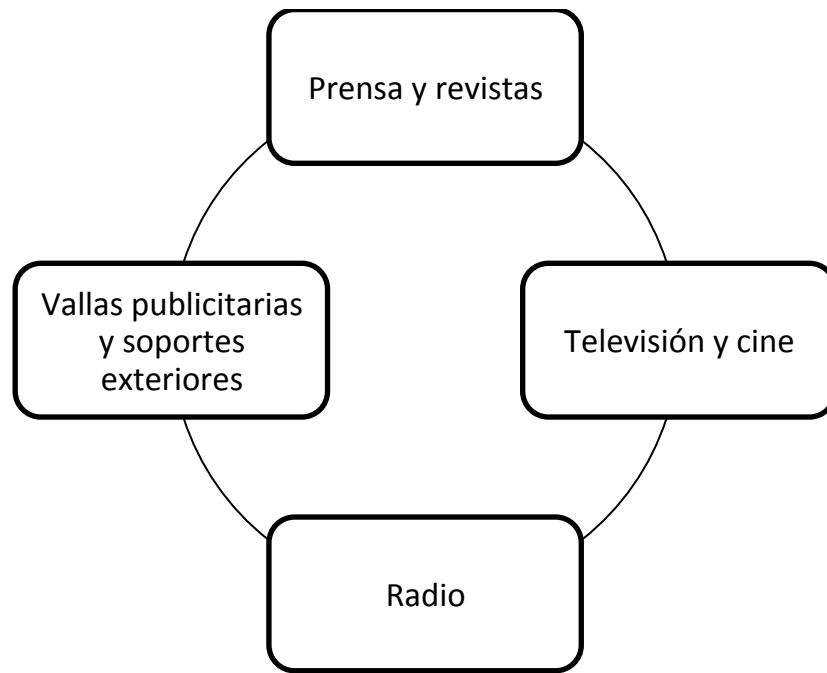 Prensa y revistas
Vallas publicitarias
y soportes
exteriores
Televisión y cine
Radio